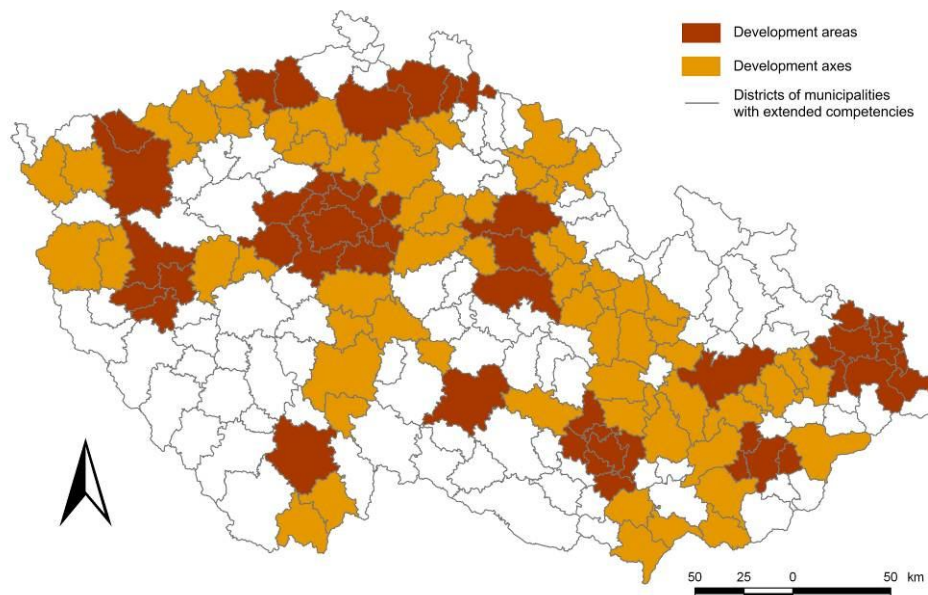 Development areas
Development axes
Districts of municipalities
with extended competencies
50 25 0 50 km